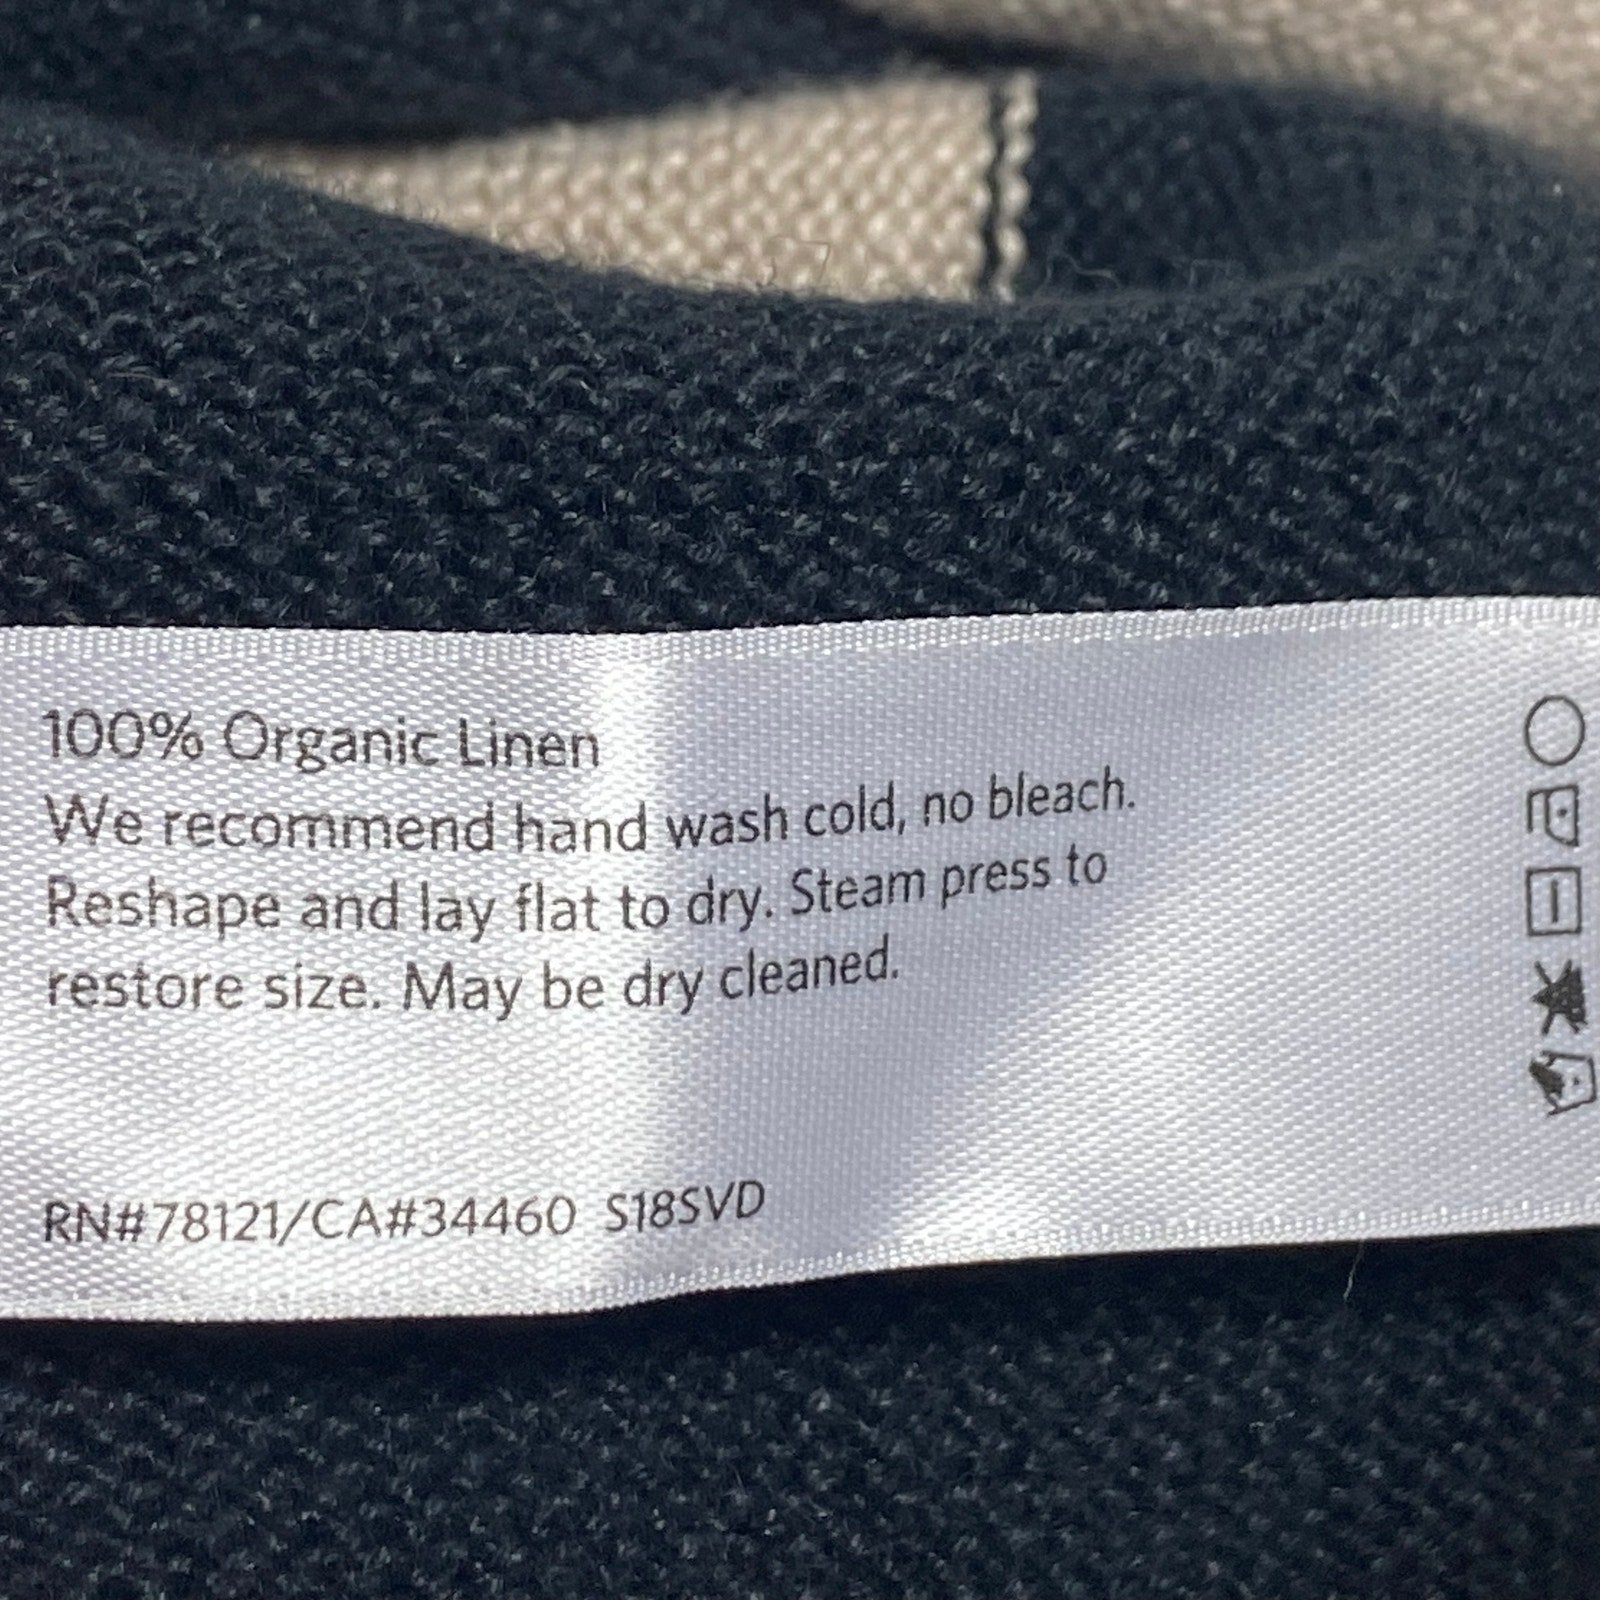 100% Organic Linen
We recommend hand wash cold, no bleach.
Reshape and lay flat to dry. Steam press to
restore size. May be dry cleaned.
RN#78121/CA#34460 S18SVD